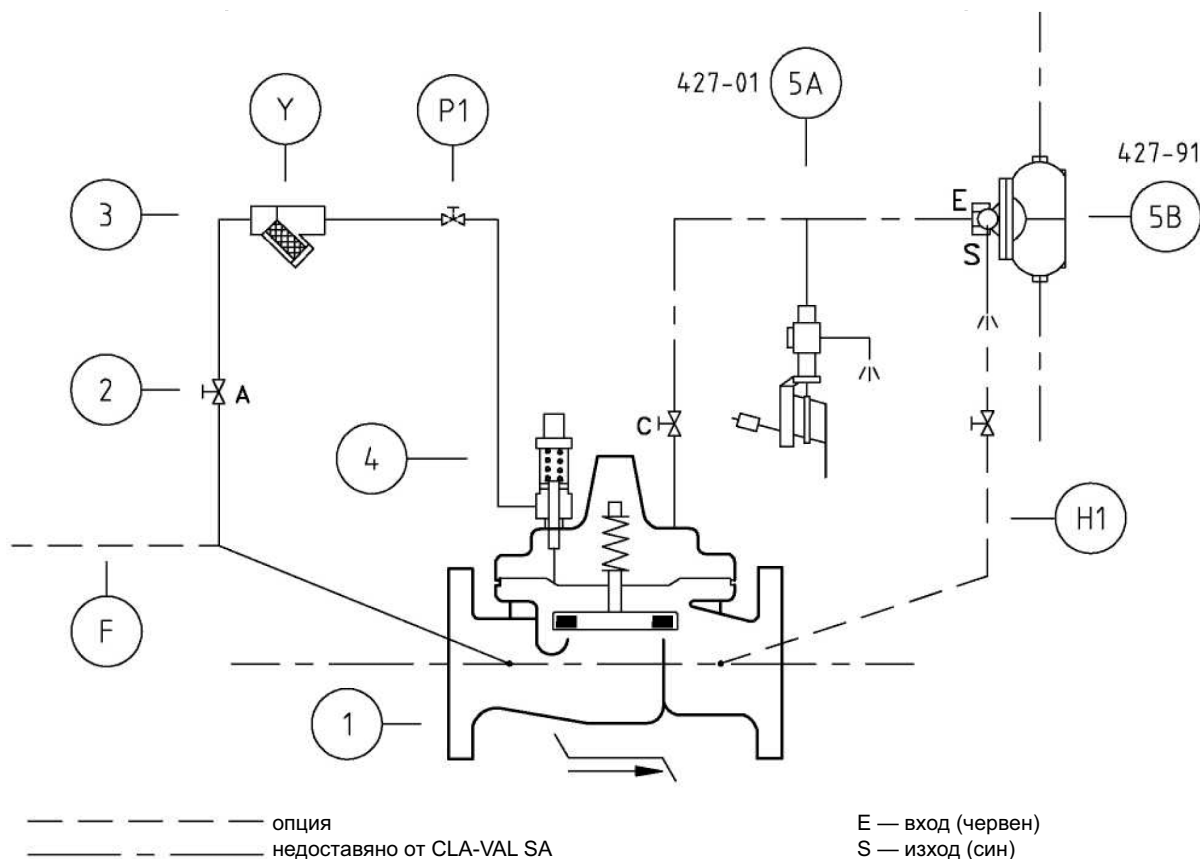 427-01
5A
Y
P1
427-91
3
E
5B
S
2
A
C
4
H1
F
1
опция
недоставяно от CLA-VAL SA
E — вход (червен)
S — изход (син)